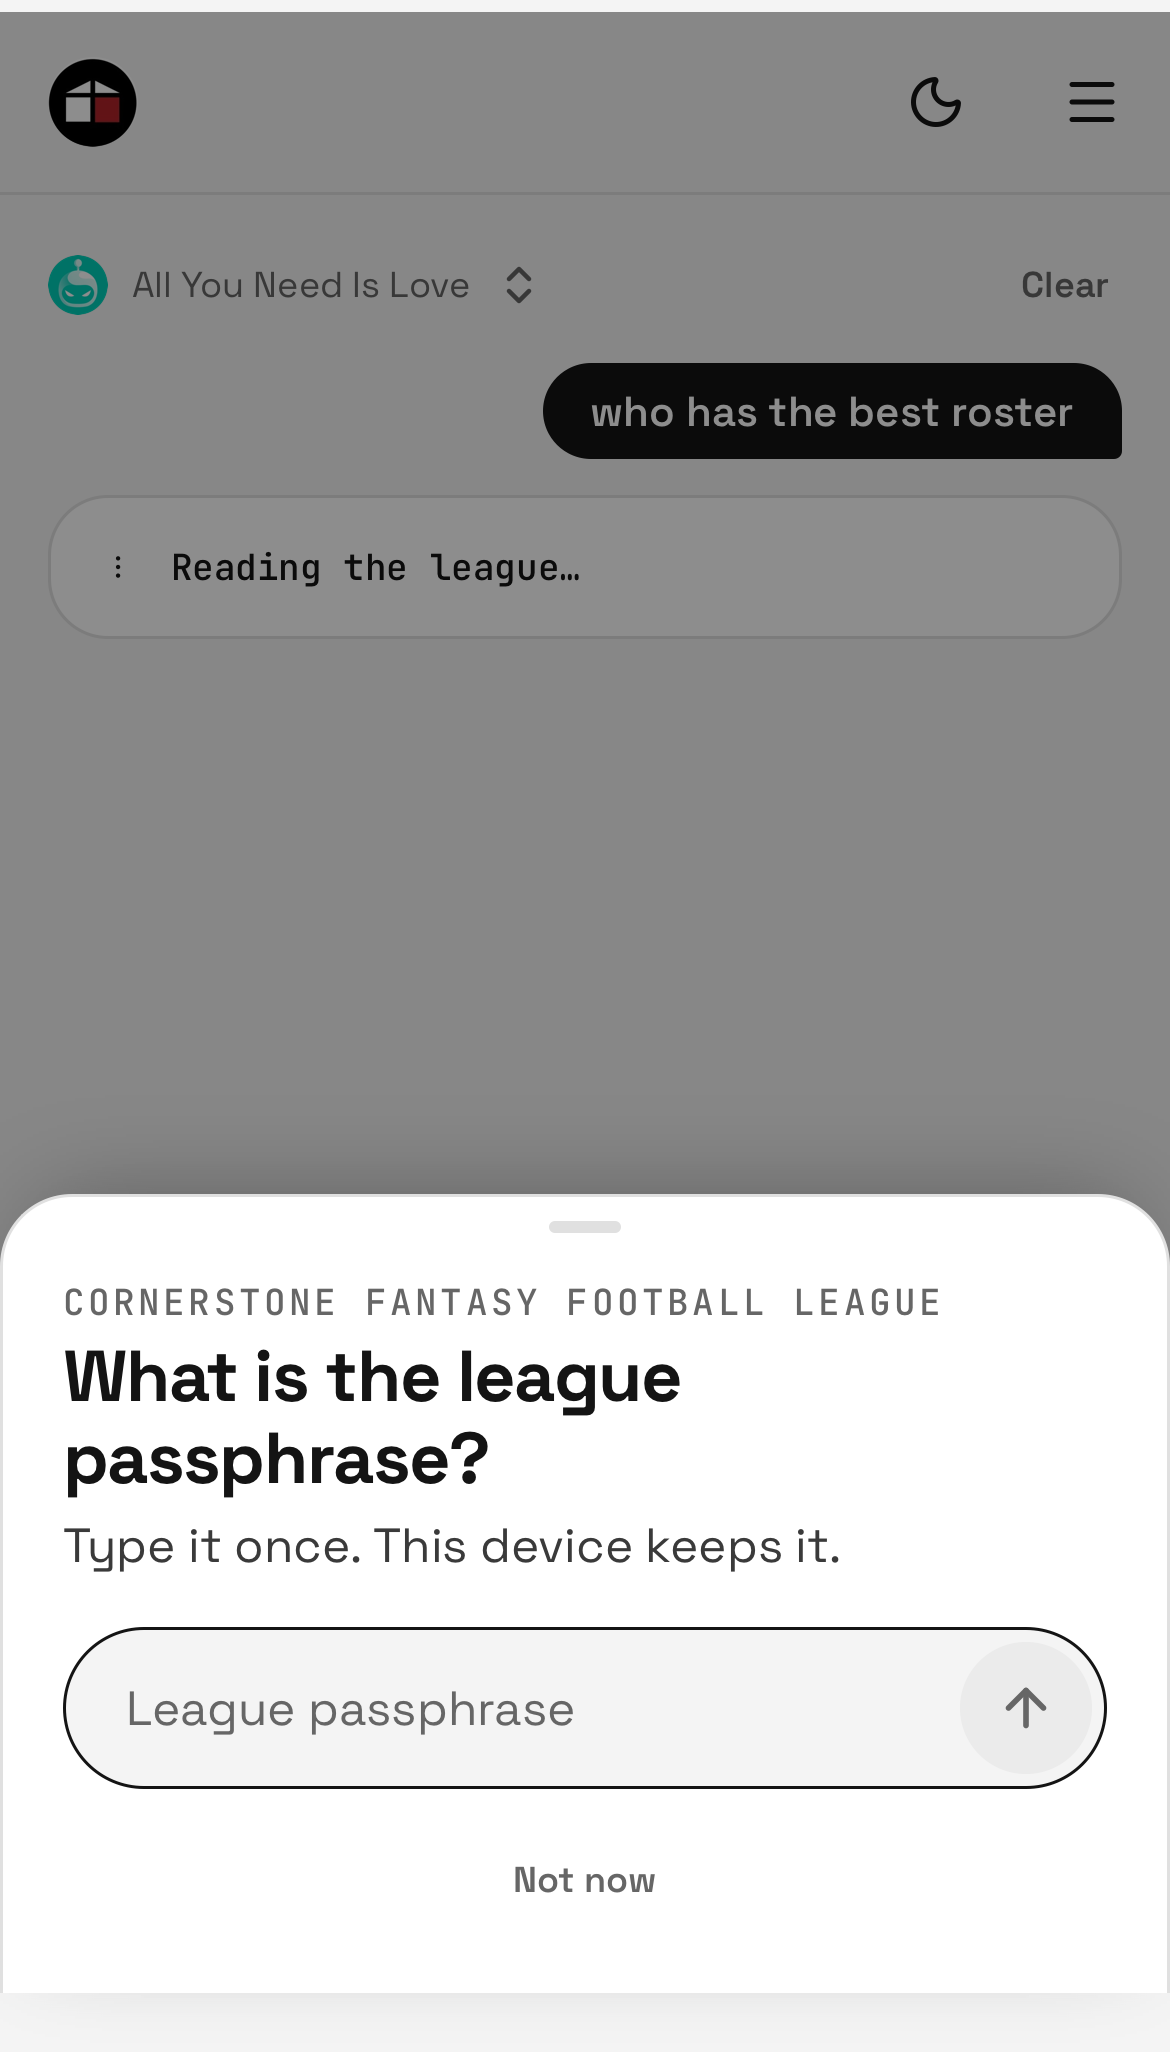 All You Need Is Love
Clear
who has the best roster
Reading the league…
CORNERSTONE FANTASY FOOTBALL LEAGUE
What is the league
passphrase?
Type it once. This device keeps it.
League passphrase
Not now